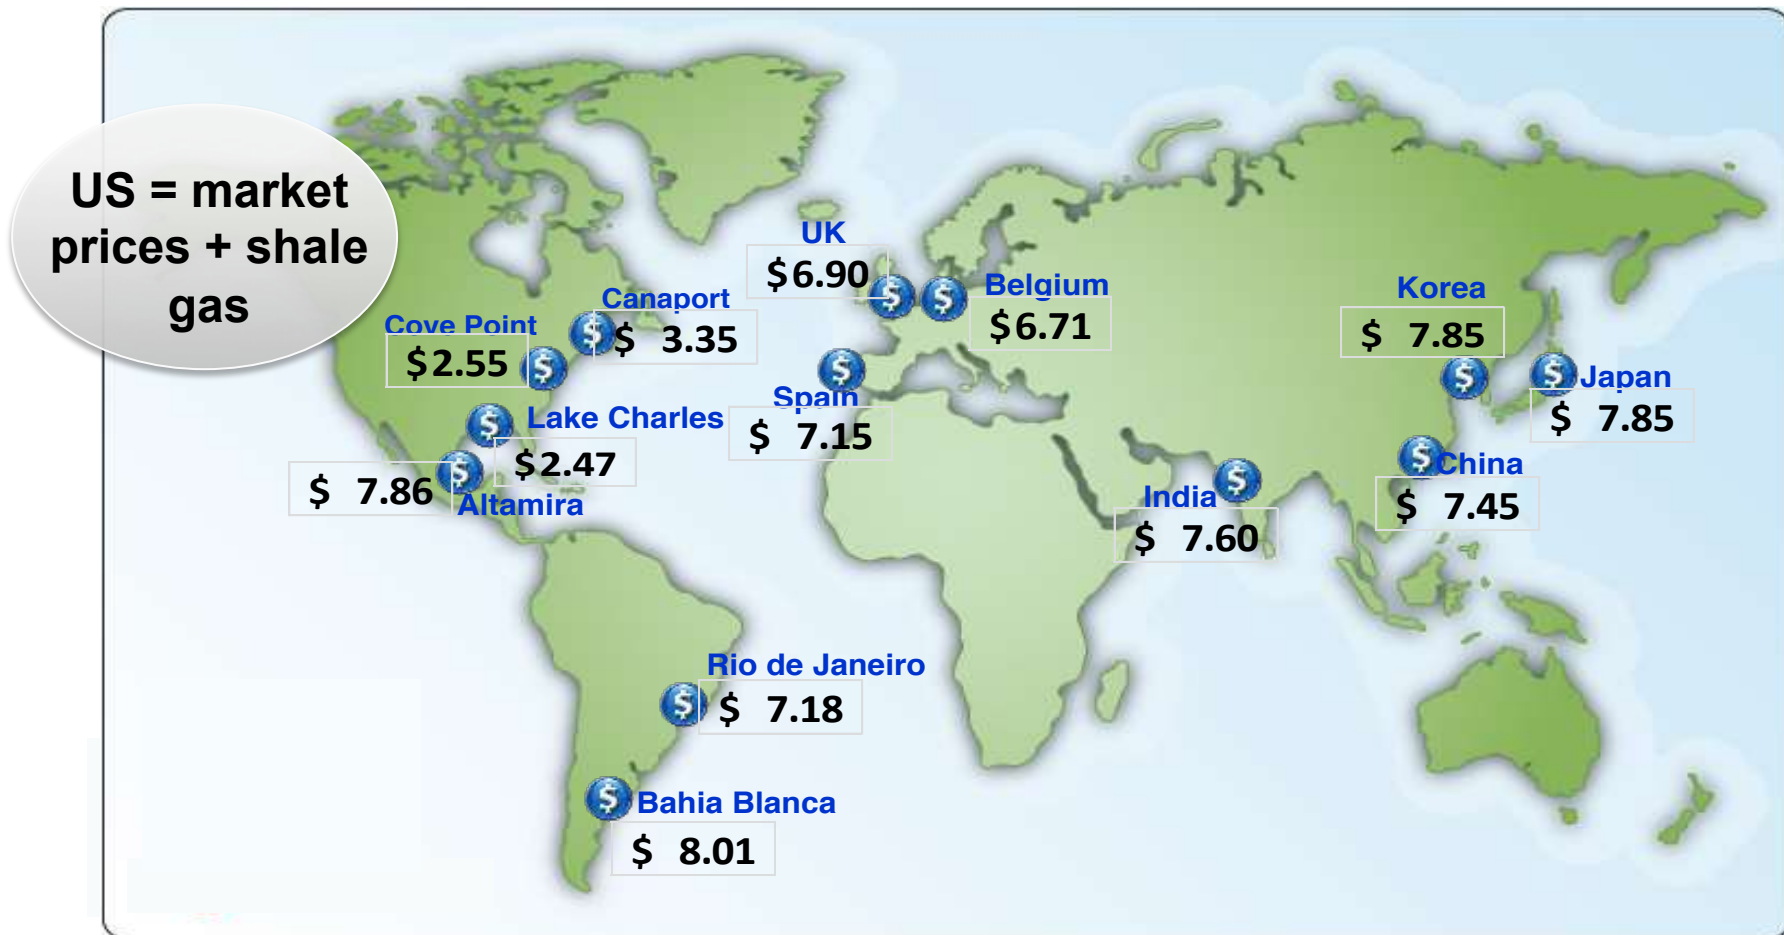 US = market
prices + shale
gas
UK
$6.90
Belgium
$6.71
Korea
$ 7.85
Canaport
$ 3.35
Cove Point
$2.55
Japan
$ 7.85
Spain
$ 7.15
Lake Charles
$2.47
China
$ 7.45
$ 7.86
Altamira
India
$ 7.60
Rio de Janeiro
$ 7.18
Bahia Blanca
$ 8.01